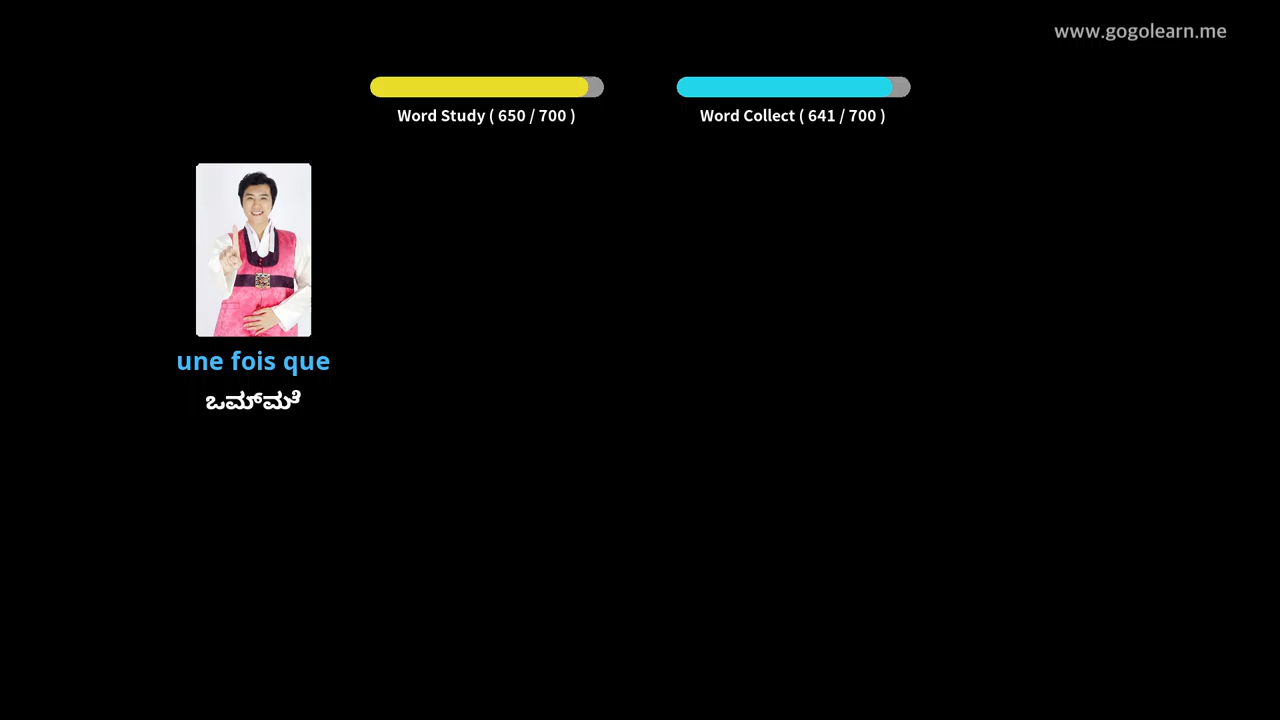 www.gogolearn.me
Word Study ( 650 / 700 )
Word Collect ( 641 / 700 )
une fois que
ಒಮ್ಮೆ